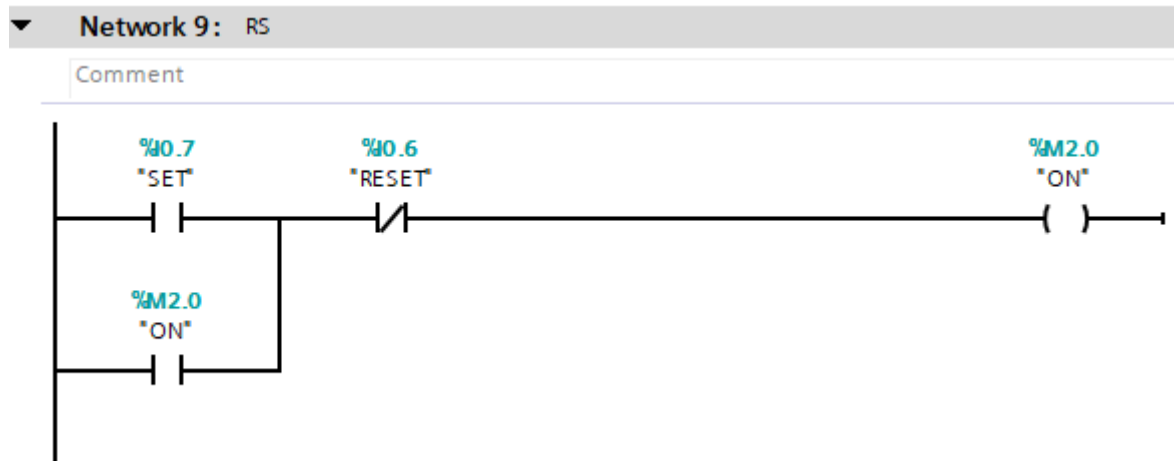 Network 9: RS
Comment
%I0.7 %I0.6 %M2.0
"SET" "RESET" "ON"
%M2.0
"ON"